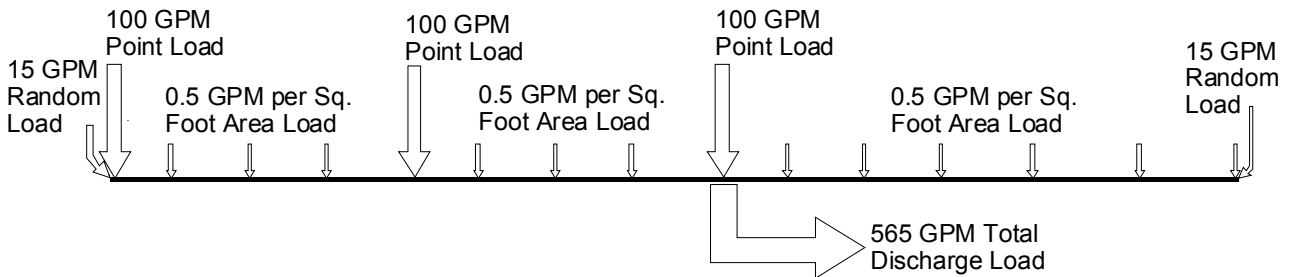 100 GPM
Point Load
100 GPM
Point Load
100 GPM
Point Load
15 GPM
Random
Load
15 GPM
Random
Load
0.5 GPM per Sq.
Foot Area Load
0.5 GPM per Sq.
Foot Area Load
0.5 GPM per Sq.
Foot Area Load
565 GPM Total
Discharge Load